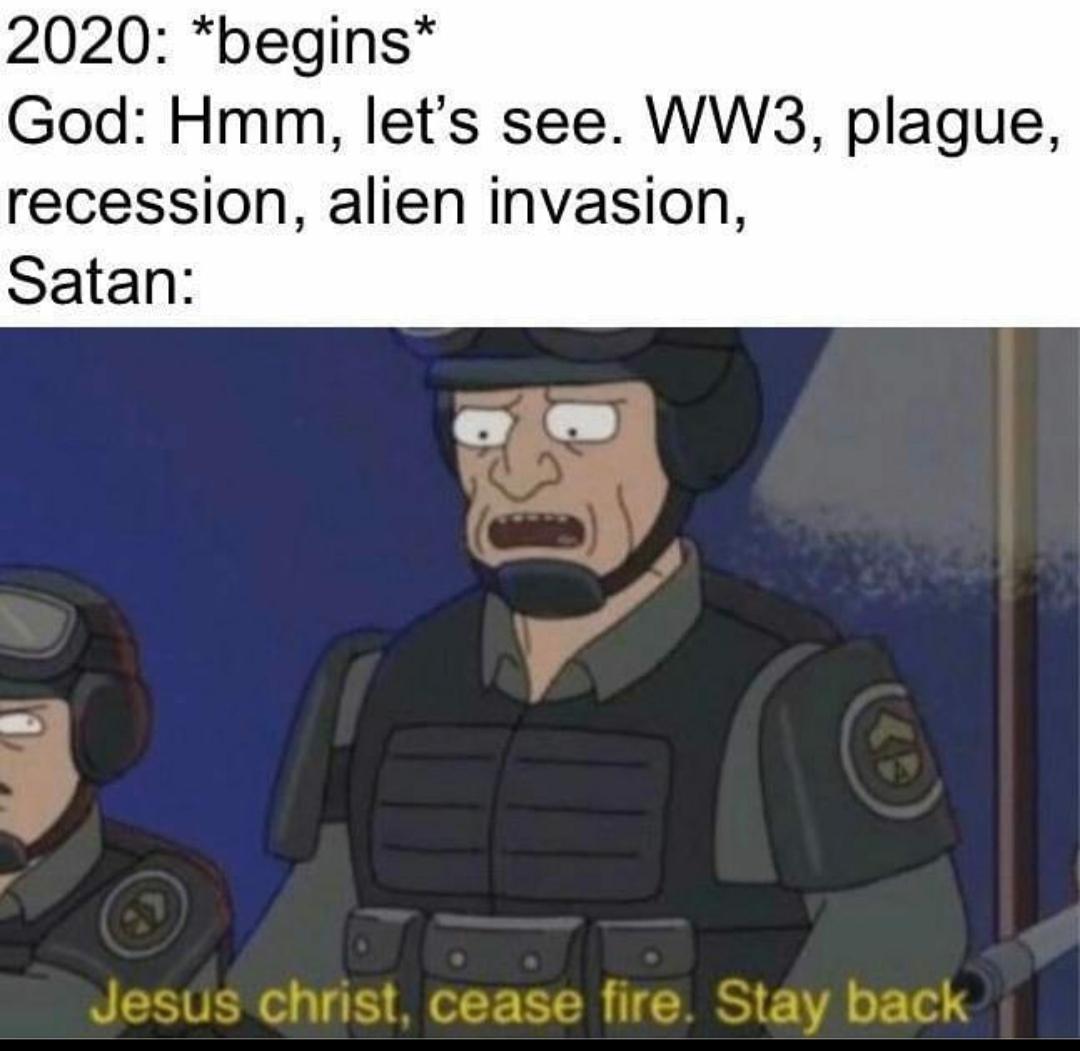 2020: *begins*
God: Hmm, let’s see. WW3, plague,
recession, alien invasion,
Satan:
Jesus christ, cease fire. Stay back